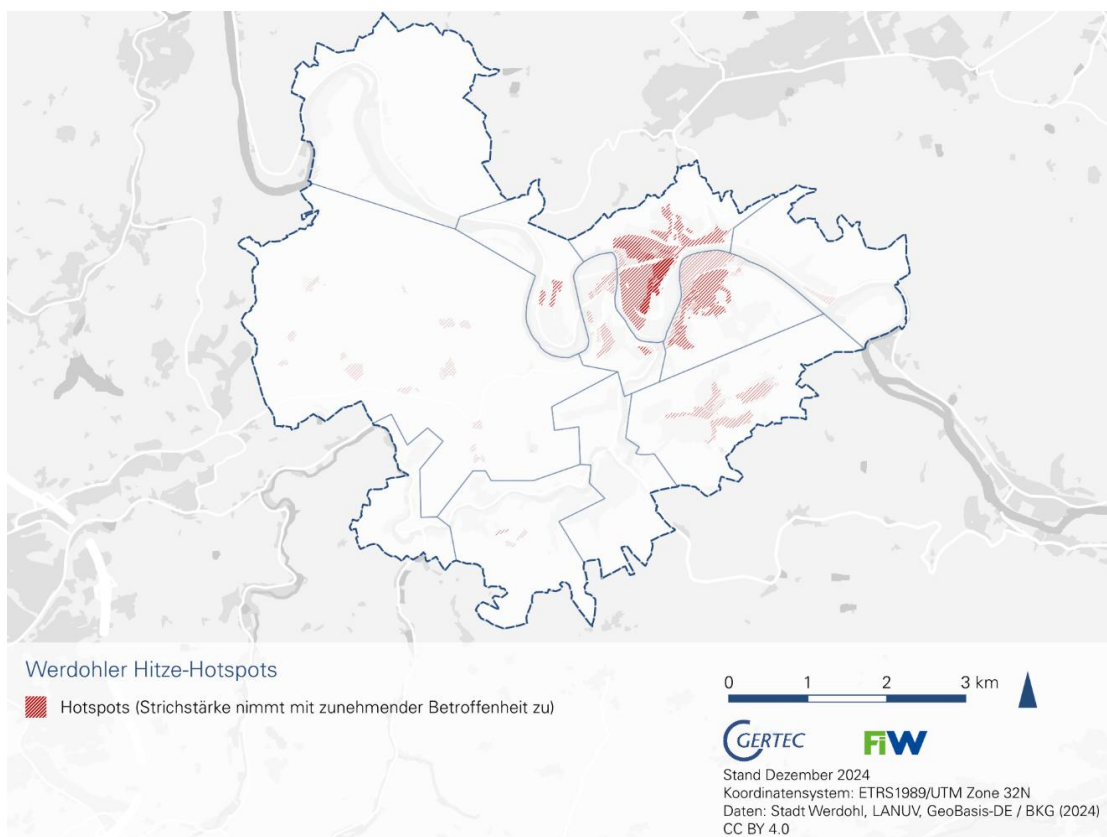 Werdohler Hitze-Hotspots
Hotspots (Strichstärke nimmt mit zunehmender Betroffenheit zu)
0 1 2 3 km
GERTEC FiW
Stand Dezember 2024
Koordinatensystem: ETRS1989/UTM Zone 32N
Daten: Stadt Werdohl, LANUV, GeoBasis-DE / BKG (2024)
CC BY 4.0